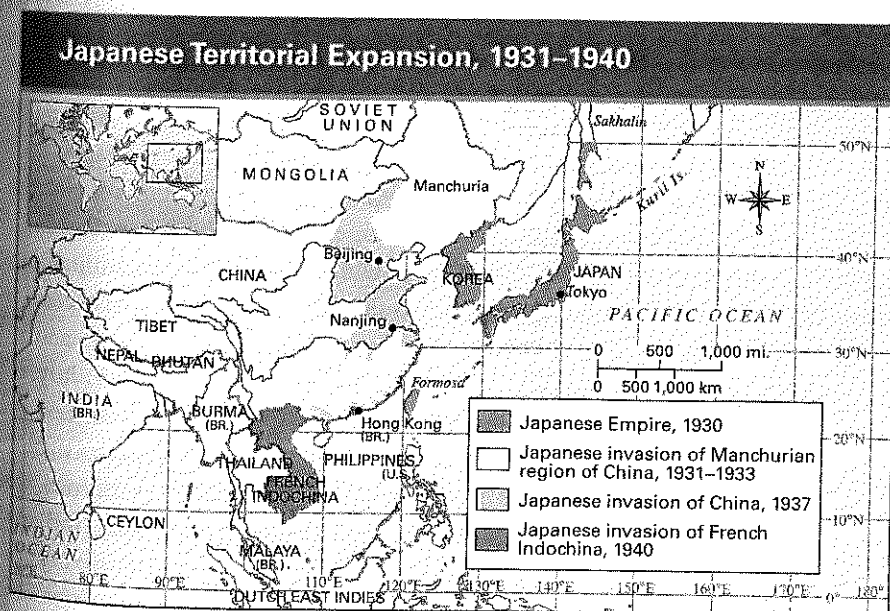 Japanese Territorial Expansion, 1931–1940
SOVIET
UNION
Sakhalin
50°N
MONGOLIA
Manchuria
Kuril Is.
N
W
E
S
Baijing
40°N
CHINA
KOREA
JAPAN
Tokyo
Nanjing
TIBET
PACIFIC OCEAN
NEPAL
BHUTAN
0 500 1,000 mi.
30°N
0 500 1,000 km
Formosa
INDIA
(BR.)
BURMA
(BR.)
Hong Kong
(BR.)
20°N
THAILAND
PHILIPPINES
(U.S.)
FRENCH
INDOCHINA
Japanese Empire, 1930
Japanese invasion of Manchurian
region of China, 1931–1933
Japanese invasion of China, 1937
Japanese invasion of French
Indochina, 1940
CEYLON
10°N
INDIAN
OCEAN
MALAYA
(BR.)
80°E 90°E 110°E 120°E 130°E 140°E 150°E 160°E 170°E 180°
0°
DUTCH EAST INDIES